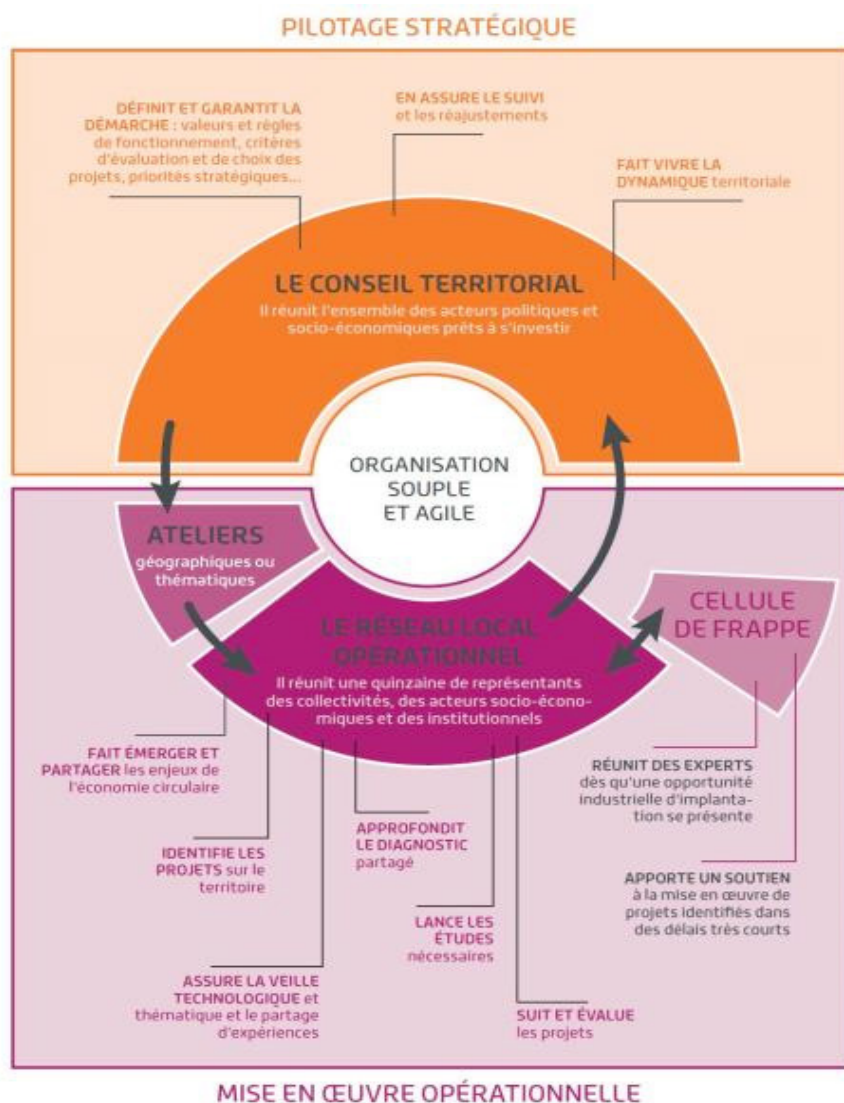 PILOTAGE STRATÉGIQUE
DÉFINIT ET GARANTIT LA
DÉMARCHE : valeurs et règles
de fonctionnement, critères
d'évaluation et de choix des
projets, priorités stratégiques...
EN ASSURE LE SUIVI
et les réajustements
FAIT VIVRE LA
DYNAMIQUE territoriale
LE CONSEIL TERRITORIAL
Il réunit l'ensemble des acteurs politiques et
socio-économiques prêts à s'investir
ORGANISATION
SOUPLE
ET AGILE
ATELIERS
géographiques ou
thématiques
LE RÉSEAU LOCAL
OPÉRATIONNEL
Il réunit une quinzaine de représentants
des collectivités, des acteurs socio-écono-
miques et des institutionnels
CELLULE
DE FRAPPE
FAIT ÉMERGER ET
PARTAGER les enjeux de
l'économie circulaire
IDENTIFIE LES
PROJETS sur le
territoire
ASSURE LA VEILLE
TECHNOLOGIQUE et
thématique et le partage
d'expériences
APPROFONDIT
LE DIAGNOSTIC
partagé
LANCE LES
ÉTUDES
nécessaires
SUIT ET ÉVALUE
les projets
RÉUNIT DES EXPERTS
dès qu'une opportunité
industrielle d'implanta-
tion se présente
APPORTE UN SOUTIEN
à la mise en œuvre de
projets identifiés dans
des délais très courts
MISE EN ŒUVRE OPÉRATIONNELLE